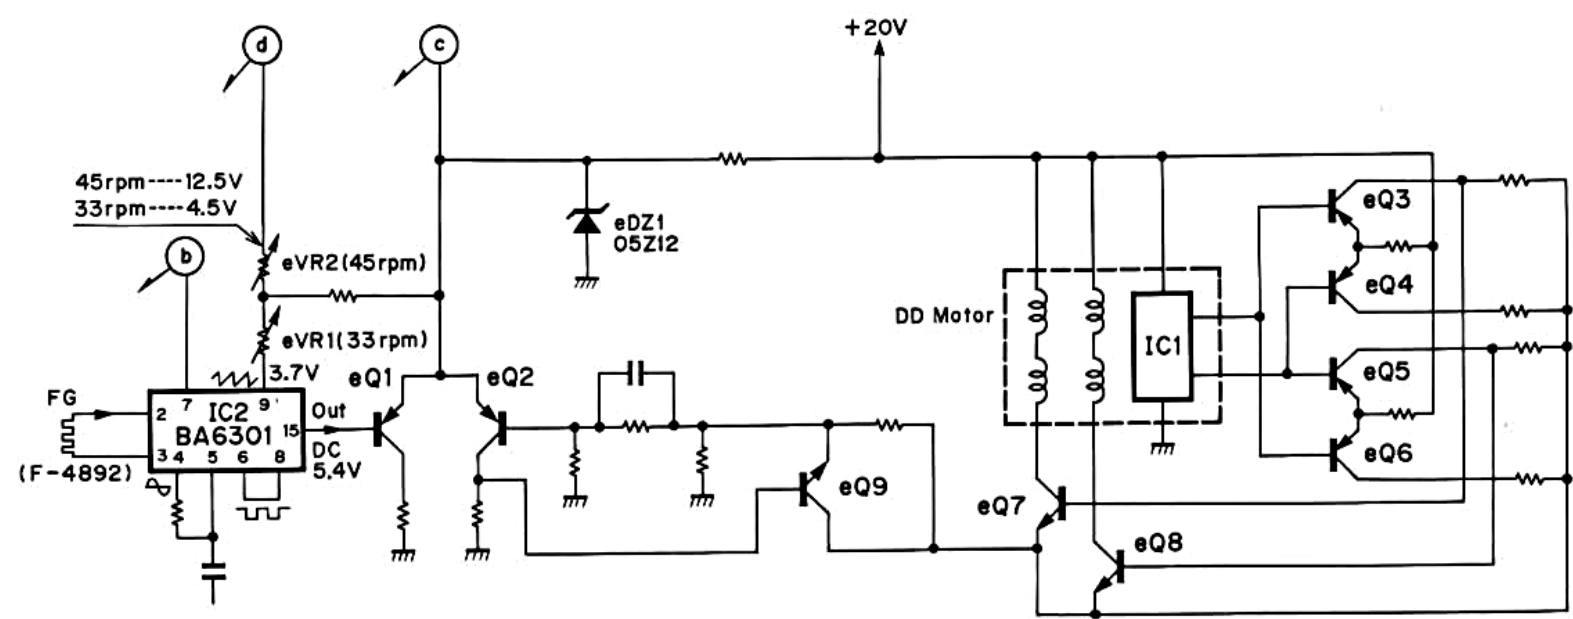 +20V
d
c
45rpm----12.5V
33rpm----4.5V
b
eVR2(45rpm)
eVR1(33rpm)
3.7V
eDZ1
05Z12
eQ1
eQ2
eQ3
eQ4
eQ5
eQ6
DD Motor
IC1
FG
2
7
IC2
9
BA6301
15
Out
DC
5.4V
3
4
5
6
8
(F-4892)
eQ9
eQ7
eQ8